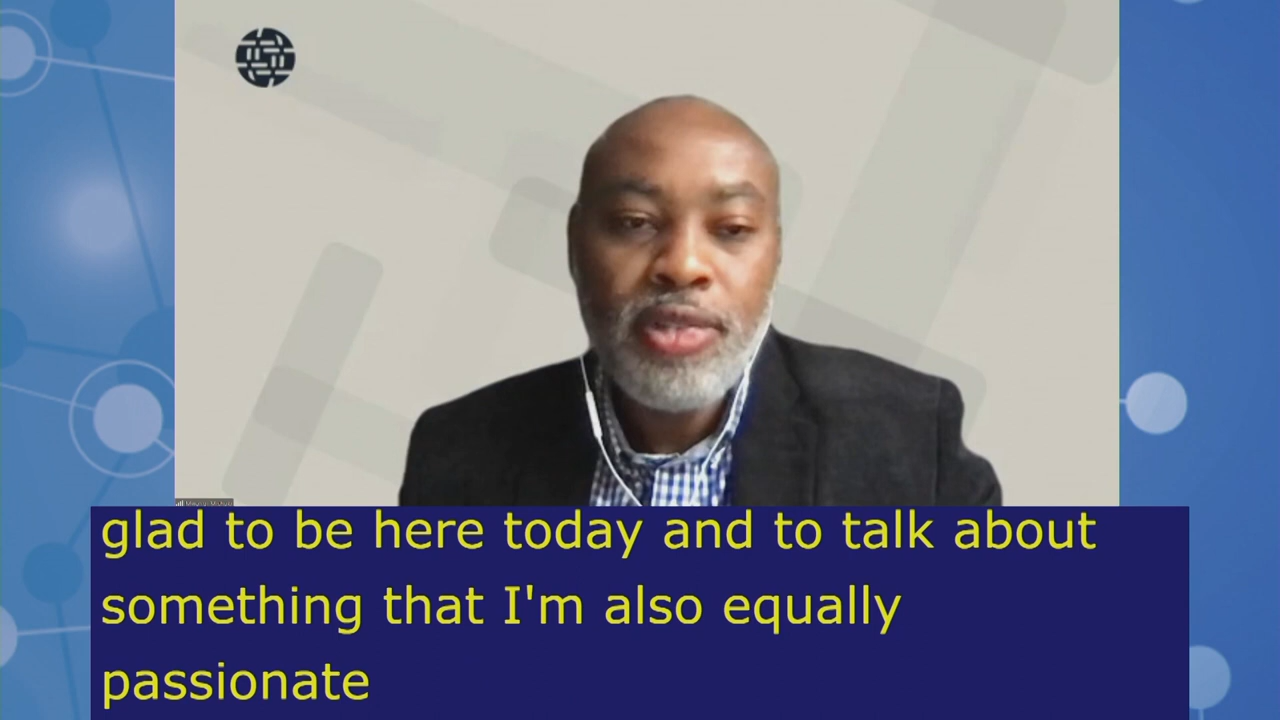 glad to be here today and to talk about
something that I'm also equally
passionate